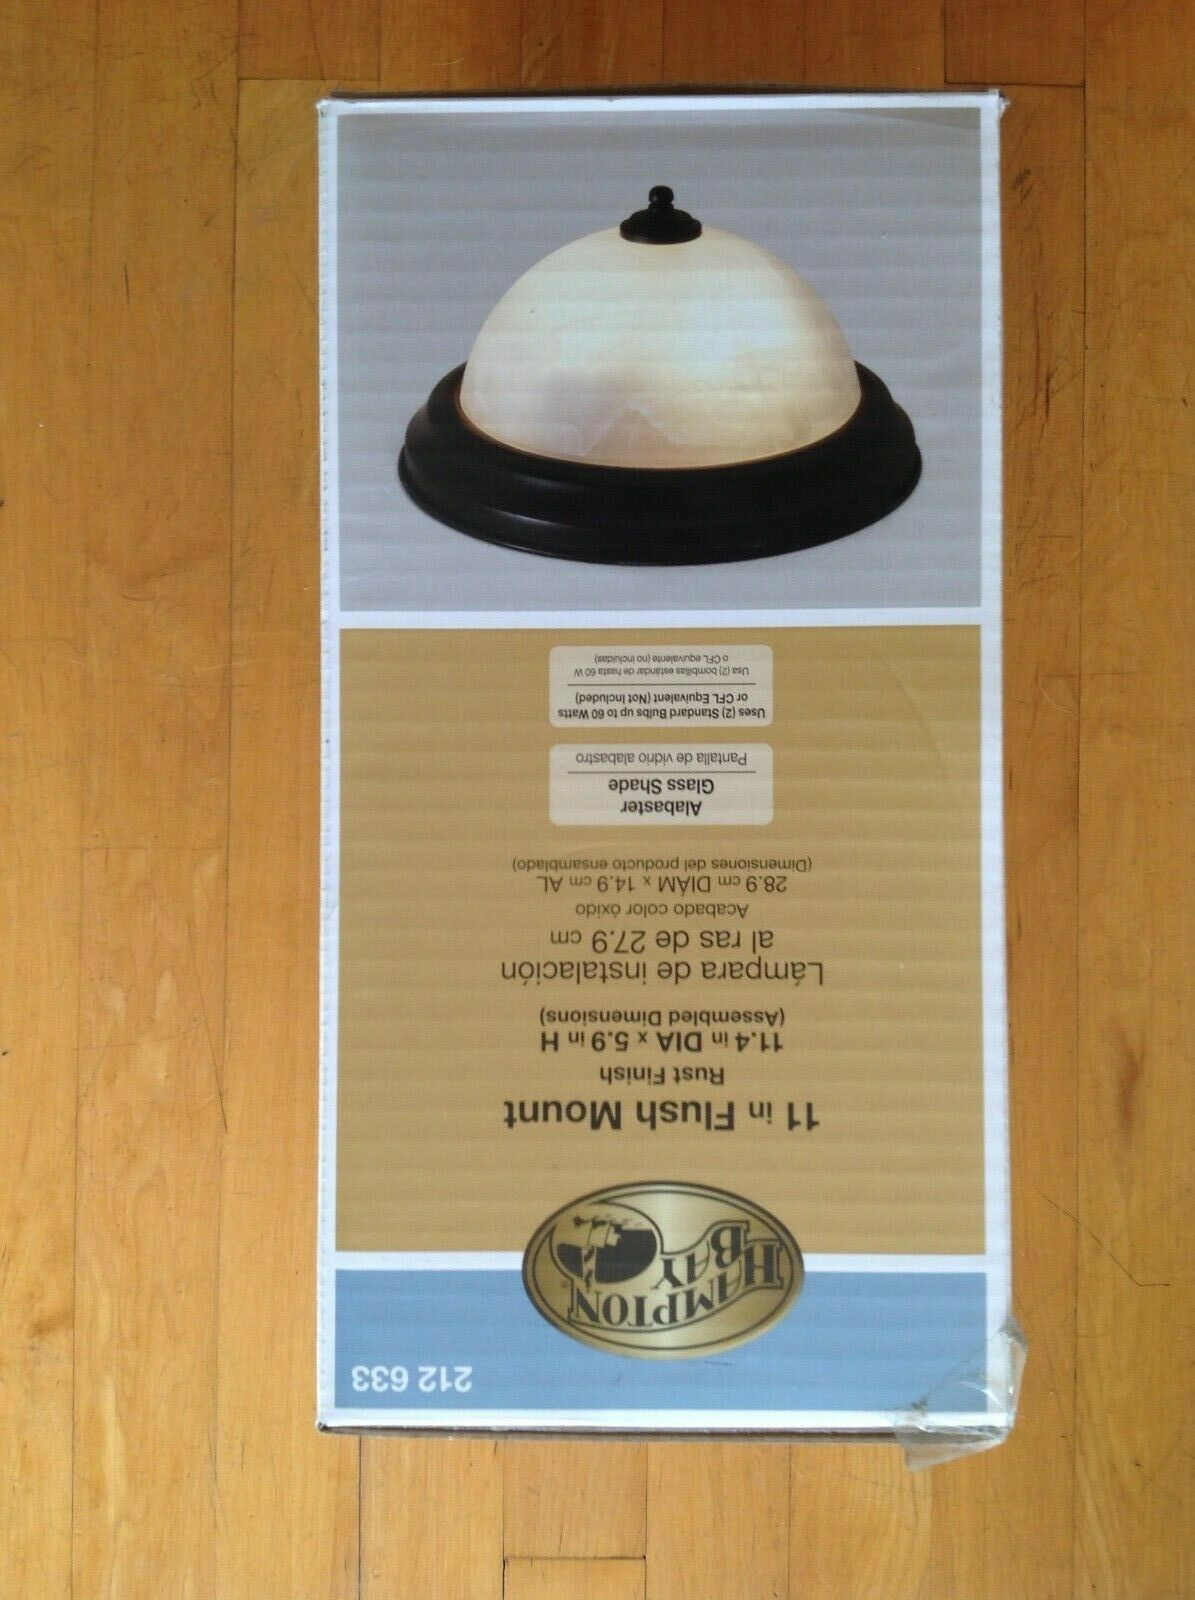 212 633
HAMPTON
BAY
11 in Flush Mount
Rust Finish
11.4 in DIA x 5.9 in H
(Assembled Dimensions)
Lámpara de instalación
al ras de 27.9 cm
Acabado color óxido
28.9 cm DIÁM x 14.9 cm AL
(Dimensiones del producto ensamblado)
Alabaster
Glass Shade
Pantalla de vidrio alabastro
Uses (2) Standard Bulbs up to 60 Watts
or CFL Equivalent (Not Included)
Usa (2) bombillas estándar de hasta 60 W
o CFL equivalente (no incluidas)